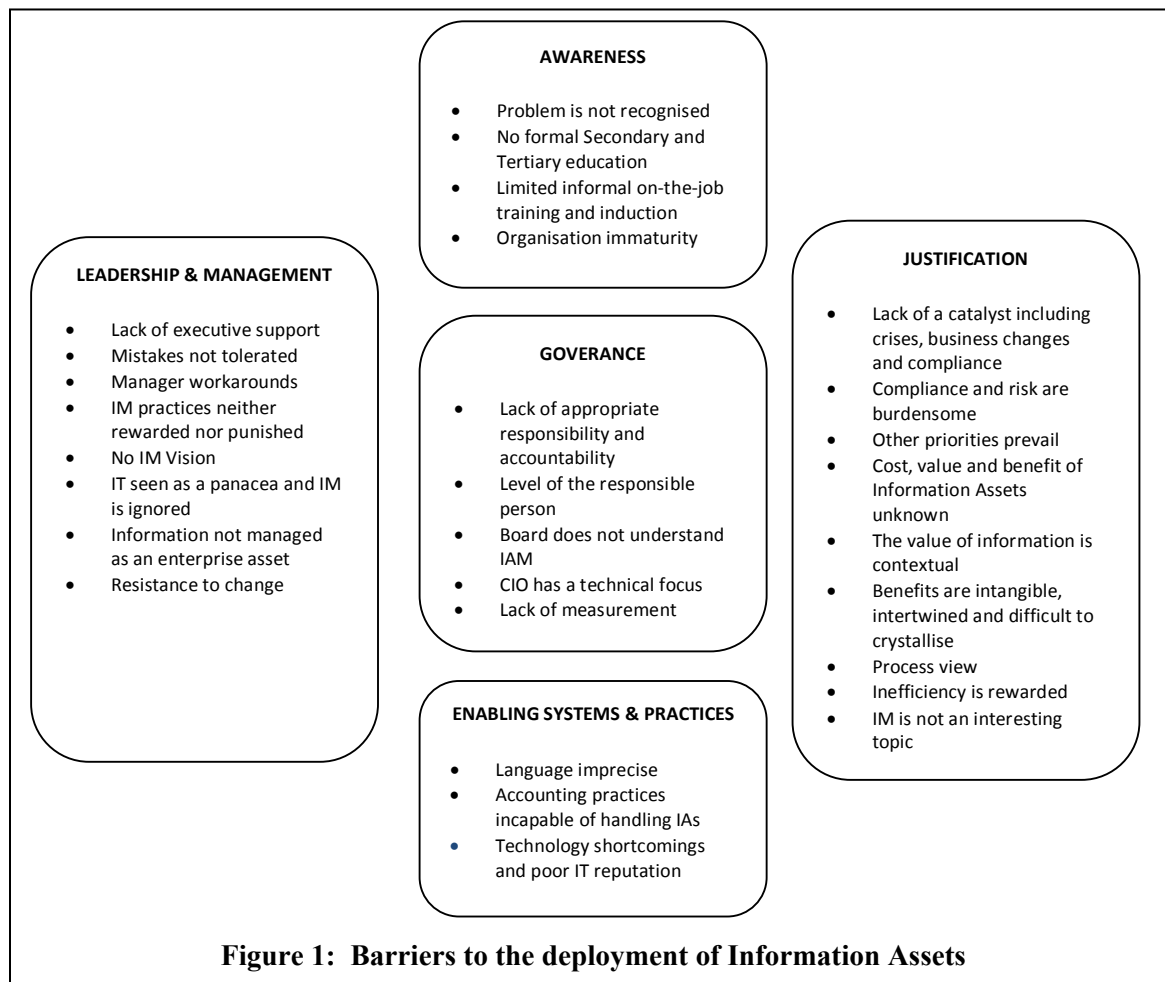 AWARENESS
• Problem is not recognised
• No formal Secondary and
Tertiary education
• Limited informal on-the-job
training and induction
• Organisation immaturity
LEADERSHIP & MANAGEMENT
• Lack of executive support
• Mistakes not tolerated
• Manager workarounds
• IM practices neither
rewarded nor punished
• No IM Vision
• IT seen as a panacea and IM
is ignored
• Information not managed
as an enterprise asset
• Resistance to change
GOVERANCE
• Lack of appropriate
responsibility and
accountability
• Level of the responsible
person
• Board does not understand
IAM
• CIO has a technical focus
• Lack of measurement
JUSTIFICATION
• Lack of a catalyst including
crises, business changes
and compliance
• Compliance and risk are
burdensome
• Other priorities prevail
• Cost, value and benefit of
Information Assets
unknown
• The value of information is
contextual
• Benefits are intangible,
intertwined and difficult to
crystallise
• Process view
• Inefficiency is rewarded
• IM is not an interesting
topic
ENABLING SYSTEMS & PRACTICES
• Language imprecise
• Accounting practices
incapable of handling IAs
• Technology shortcomings
and poor IT reputation
Figure 1: Barriers to the deployment of Information Assets